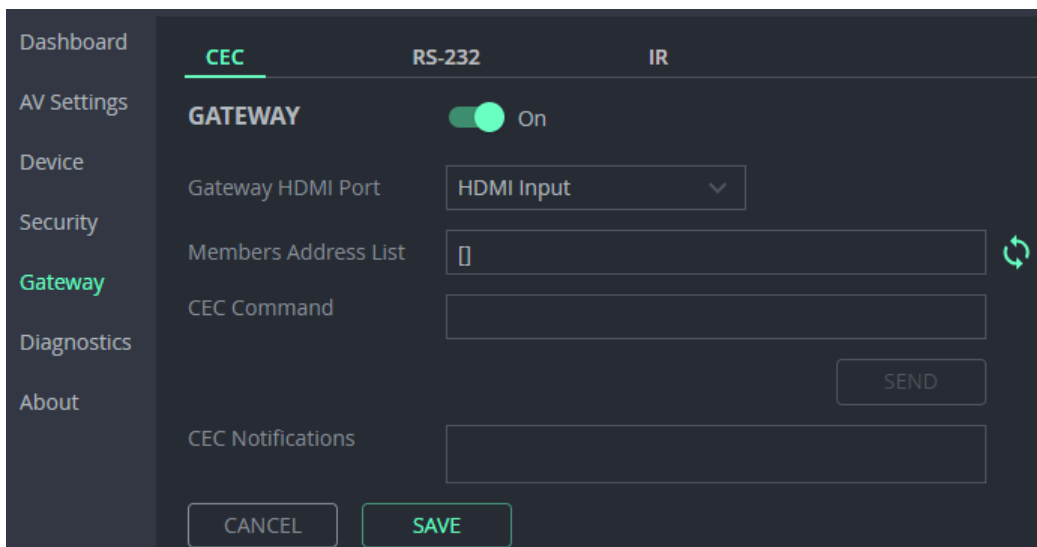 Dashboard
AV Settings
Device
Security
Gateway
Diagnostics
About
CEC RS-232 IR
GATEWAY On
Gateway HDMI Port HDMI Input
Members Address List []
CEC Command
SEND
CEC Notifications
CANCEL SAVE